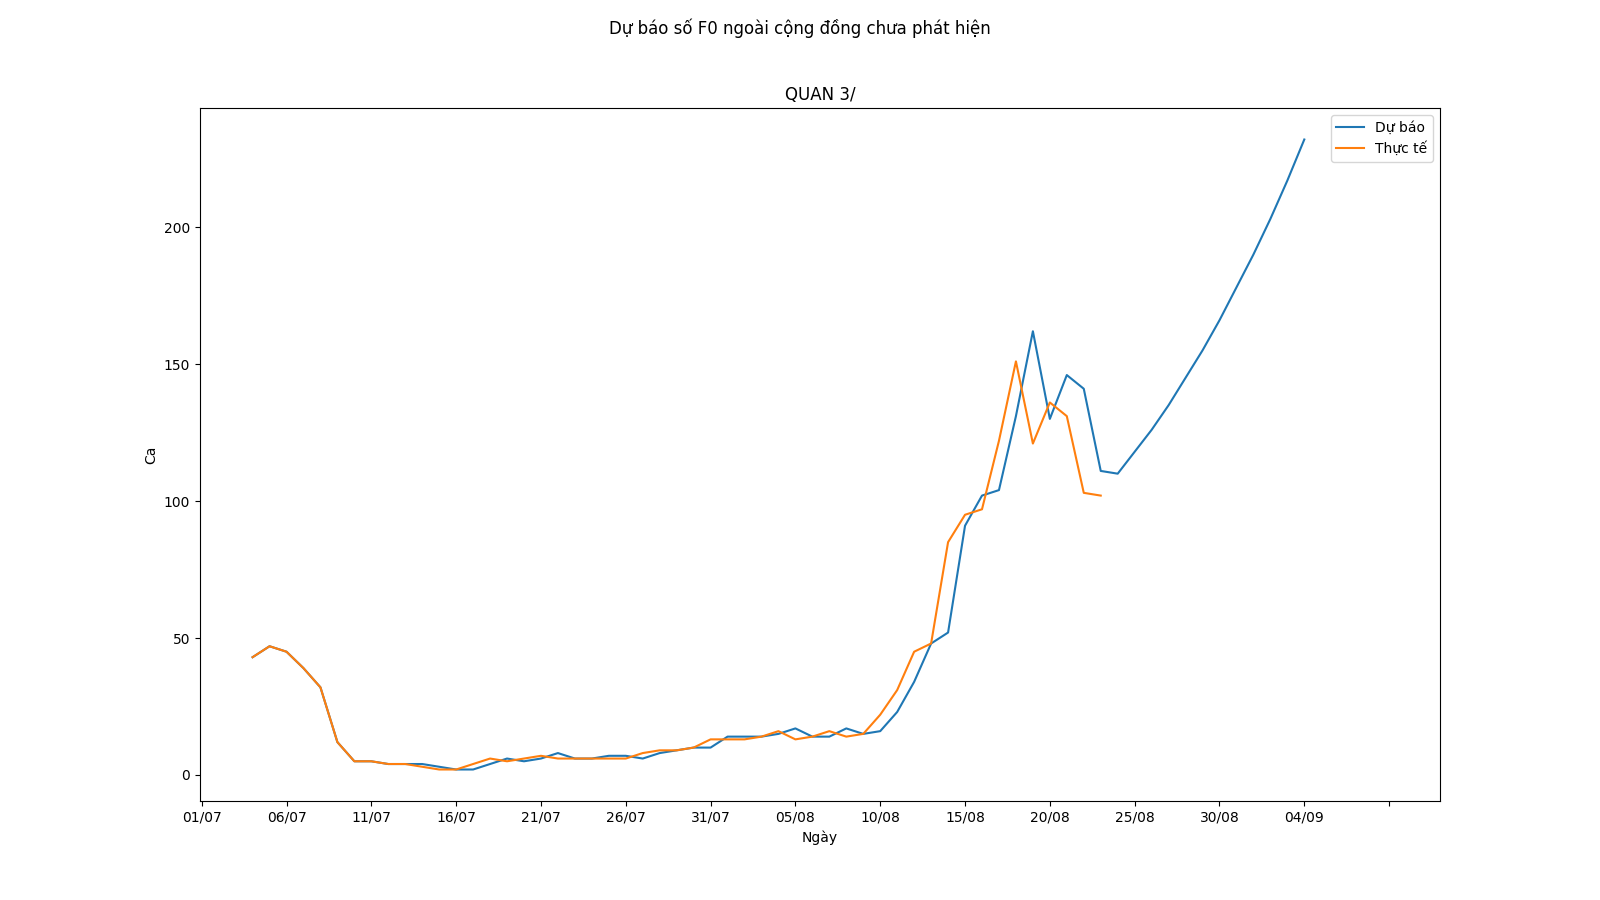 Dự báo số F0 ngoài cộng đồng chưa phát hiện
QUAN 3/
Dự báo
Thực tế
200
150
100
50
0
Ca
01/07 06/07 11/07 16/07 21/07 26/07 31/07 05/08 10/08 15/08 20/08 25/08 30/08 04/09
Ngày